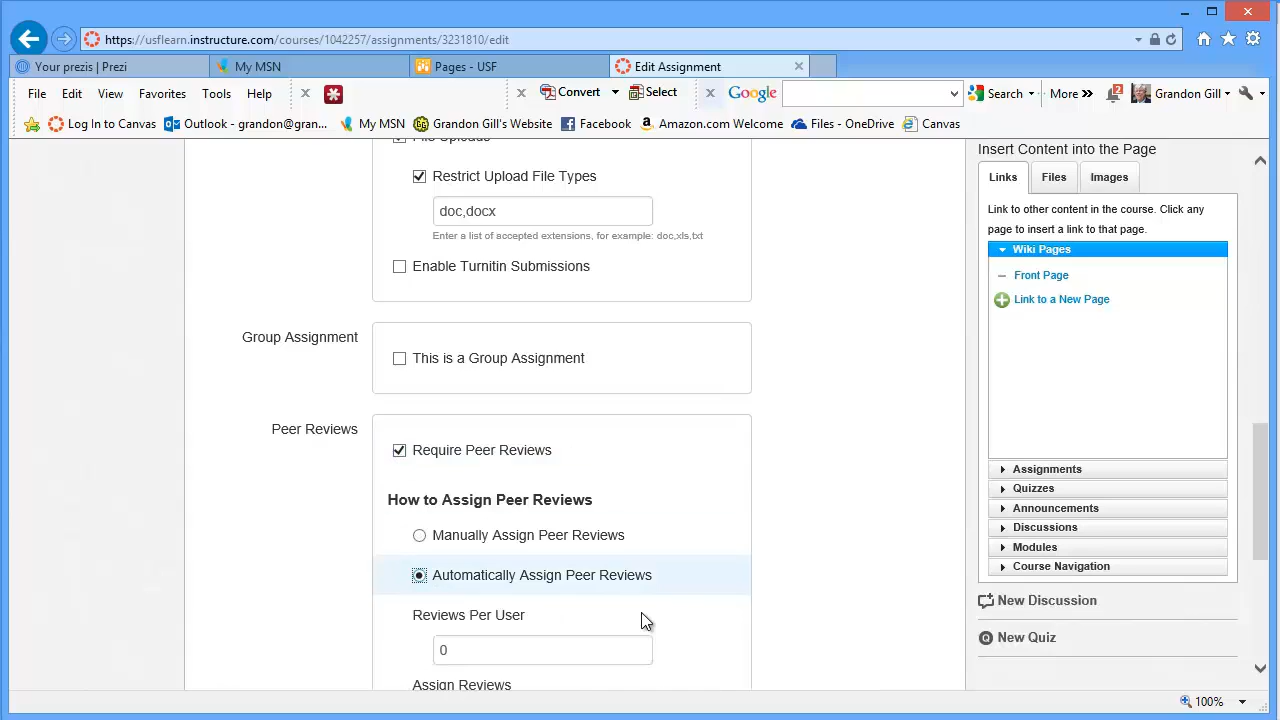 https://usflearn.instructure.com/courses/1042257/assignments/3231810/edit
Your prezis | Prezi
My MSN
Pages - USF
Edit Assignment
File Edit View Favorites Tools Help
Convert
Select
Google
Search
More
2
Grandon Gill
Log In to Canvas
Outlook - grandon@gran...
My MSN
Grandon Gill's Website
Facebook
Amazon.com Welcome
Files - OneDrive
Canvas
File Uploads
Restrict Upload File Types
doc,docx
Enter a list of accepted extensions, for example: doc,xls,txt
Enable Turnitin Submissions
Group Assignment
This is a Group Assignment
Peer Reviews
Require Peer Reviews
How to Assign Peer Reviews
Manually Assign Peer Reviews
Automatically Assign Peer Reviews
Reviews Per User
0
Assign Reviews
Insert Content into the Page
Links Files Images
Link to other content in the course. Click any
page to insert a link to that page.
Wiki Pages
Front Page
Link to a New Page
Assignments
Quizzes
Announcements
Discussions
Modules
Course Navigation
New Discussion
New Quiz
100%